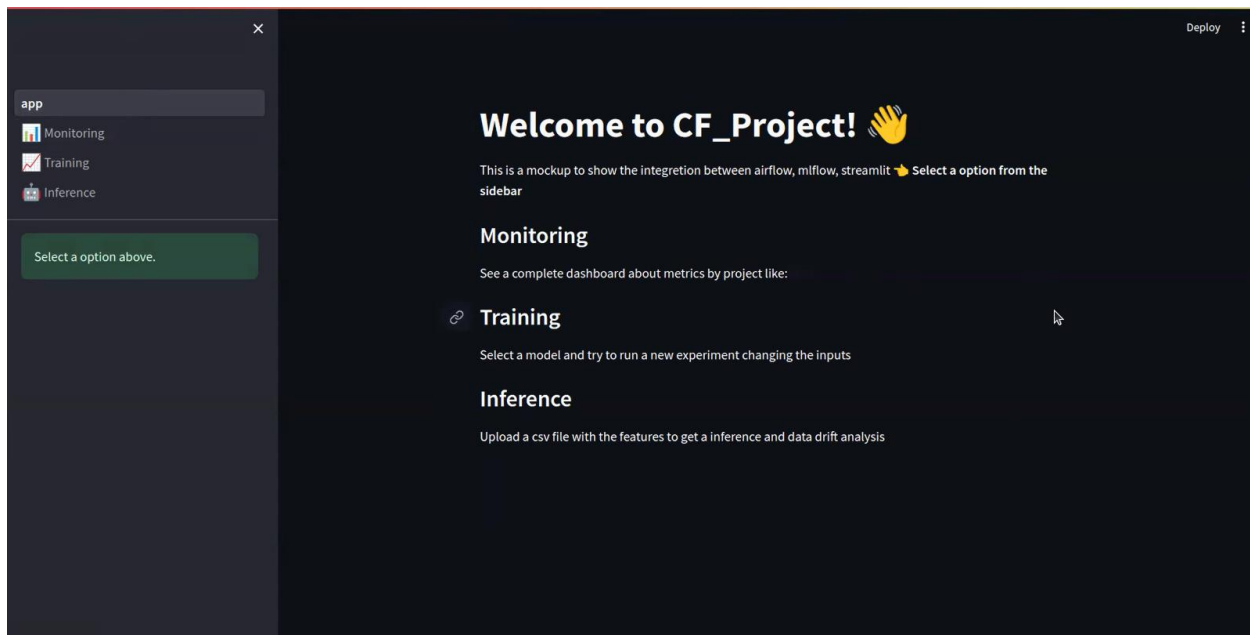 Deploy
app
Monitoring
Training
Inference
Select a option above.
Welcome to CF_Project! 👋
This is a mockup to show the integretion between airflow, mlflow, streamlit 👈 Select a option from the
sidebar
Monitoring
See a complete dashboard about metrics by project like:
Training
Select a model and try to run a new experiment changing the inputs
Inference
Upload a csv file with the features to get a inference and data drift analysis